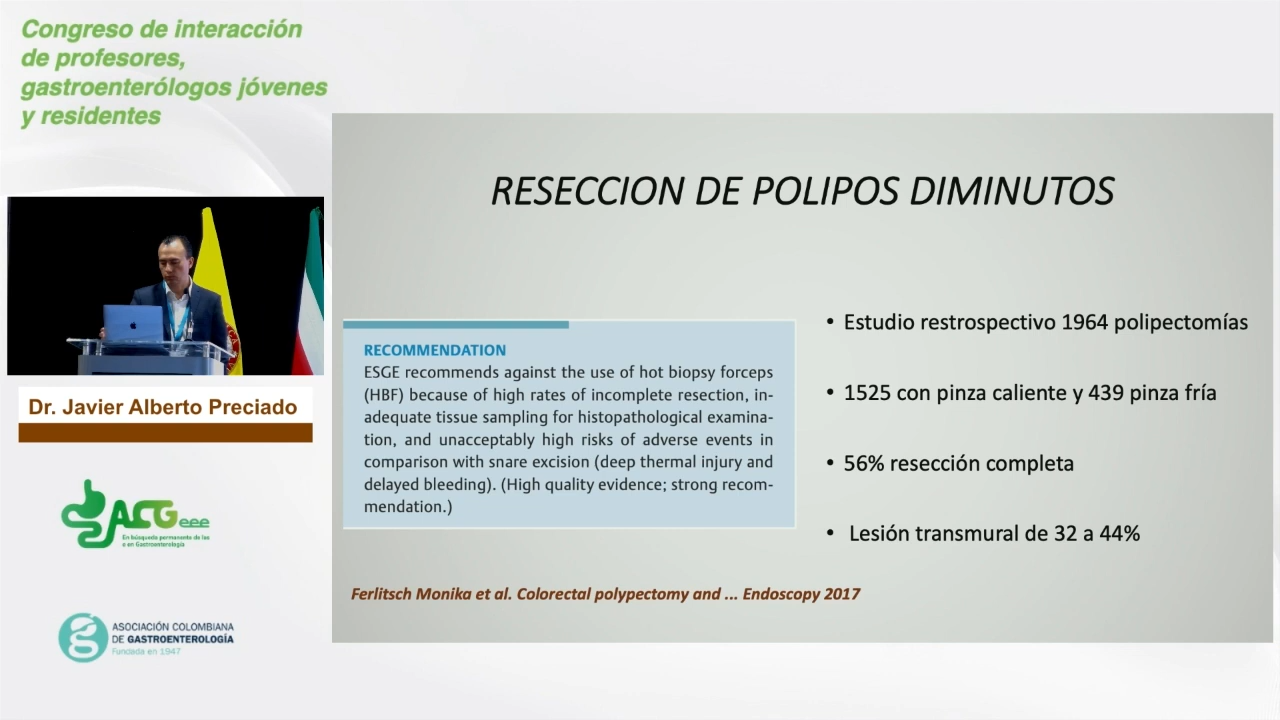 Congreso de interacción
de profesores,
gastroenterólogos jóvenes
y residentes
RESECCION DE POLIPOS DIMINUTOS
RECOMMENDATION
ESGE recommends against the use of hot biopsy forceps
(HBF) because of high rates of incomplete resection, in-
adequate tissue sampling for histopathological examina-
tion, and unacceptably high risks of adverse events in
comparison with snare excision (deep thermal injury and
delayed bleeding). (High quality evidence; strong recom-
mendation.)
• Estudio restrospectivo 1964 polipectomías
• 1525 con pinza caliente y 439 pinza fría
• 56% resección completa
• Lesión transmural de 32 a 44%
Ferlitsch Monika et al. Colorectal polypectomy and ... Endoscopy 2017
Dr. Javier Alberto Preciado
ACGeee
En búsqueda permanente de las
e en Gastroenterología
ASOCIACIÓN COLOMBIANA
DE GASTROENTEROLOGÍA
Fundada en 1947